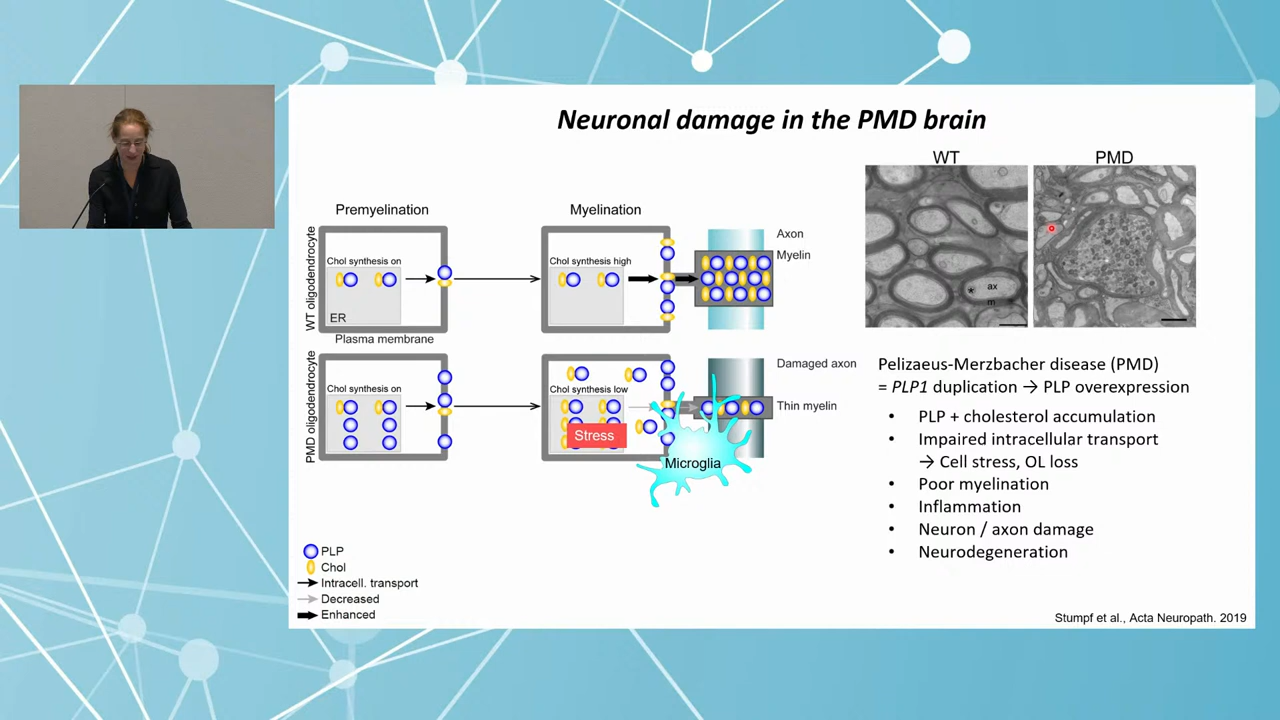 Neuronal damage in the PMD brain
WT
PMD
Premyelination
Myelination
WT oligodendrocyte
Chol synthesis on
ER
Plasma membrane
Chol synthesis high
Axon
Myelin
*
ax
m
PMD oligodendrocyte
Chol synthesis on
Chol synthesis low
Stress
Microglia
Damaged axon
Thin myelin
Pelizaeus-Merzbacher disease (PMD)
= PLP1 duplication → PLP overexpression
• PLP + cholesterol accumulation
• Impaired intracellular transport
→ Cell stress, OL loss
• Poor myelination
• Inflammation
• Neuron / axon damage
• Neurodegeneration
PLP
Chol
Intracell. transport
Decreased
Enhanced
Stumpf et al., Acta Neuropath. 2019